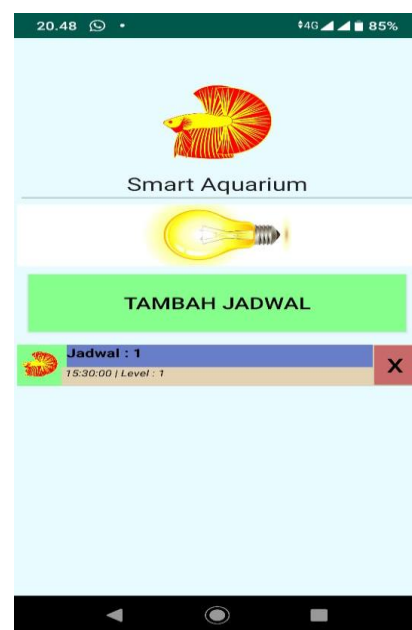 20.48 4G 85%
Smart Aquarium
TAMBAH JADWAL
Jadwal : 1
15:30:00 | Level : 1
X